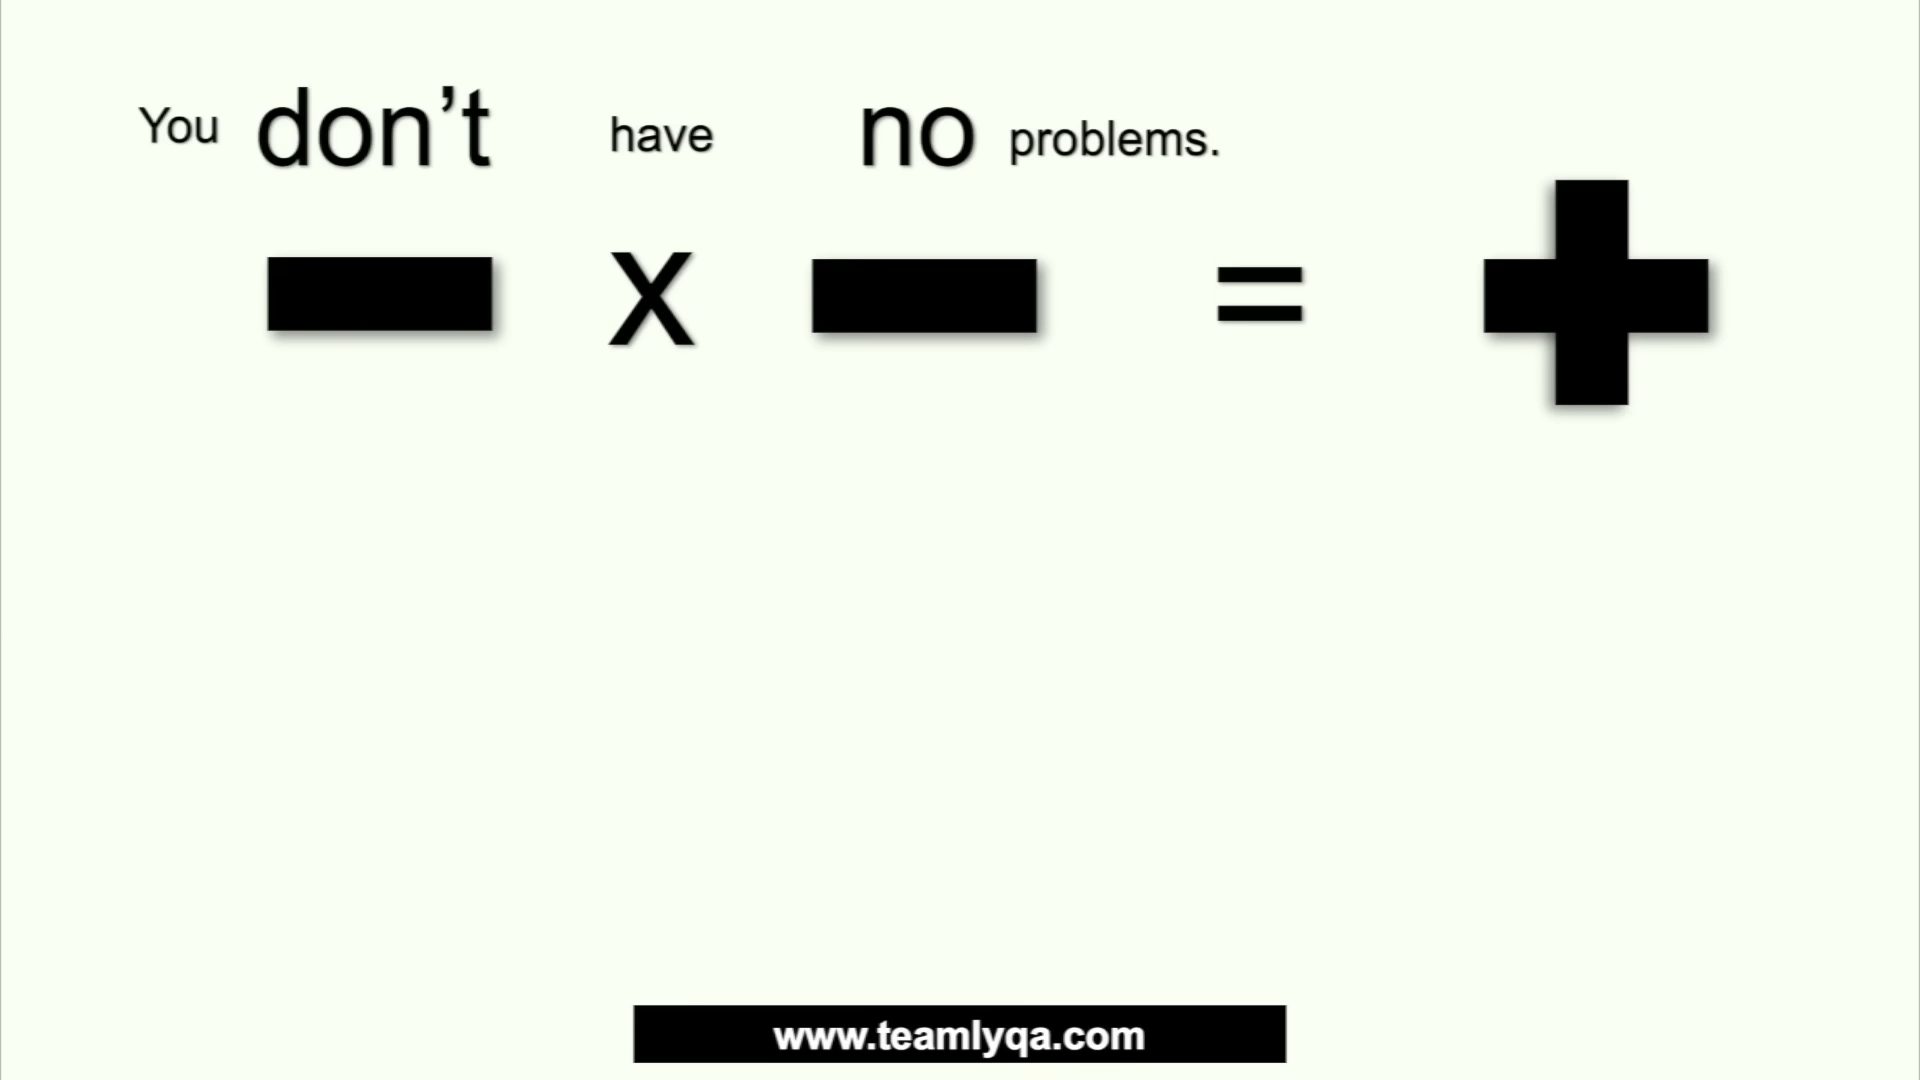 You don’t have no problems.
- x - = +
www.teamlyqa.com